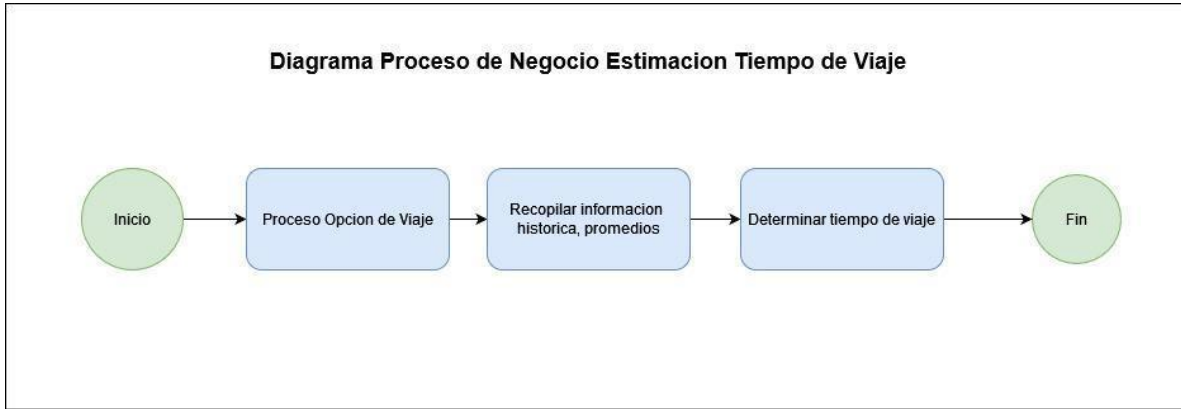 Diagrama Proceso de Negocio Estimacion Tiempo de Viaje
Inicio
Proceso Opcion de Viaje
Recopilar informacion
historica, promedios
Determinar tiempo de viaje
Fin